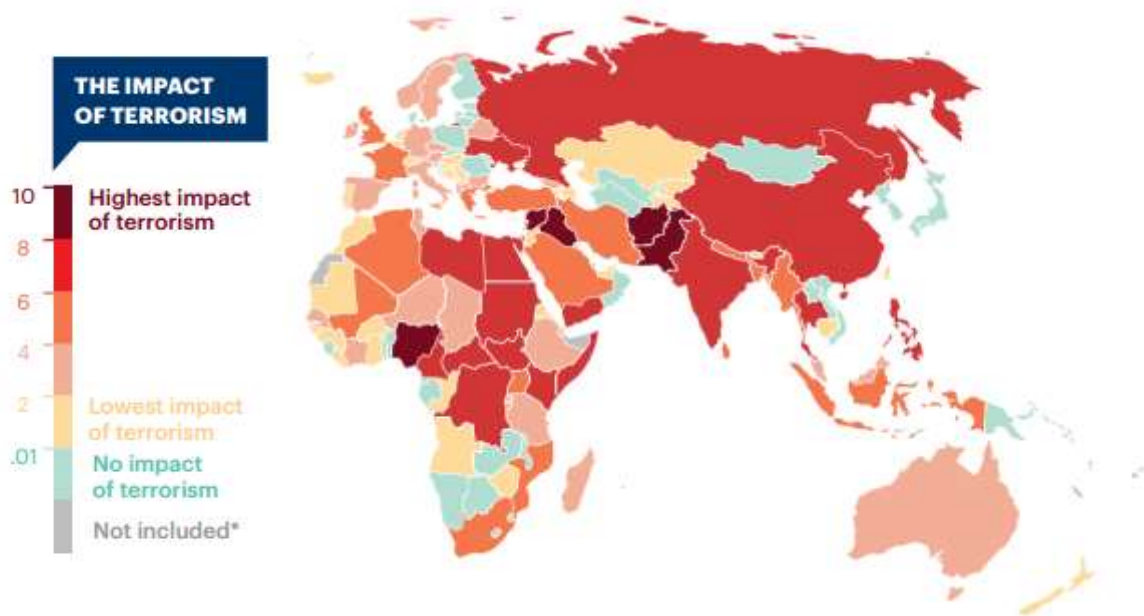 THE IMPACT
OF TERRORISM
10
Highest impact
of terrorism
8
6
4
2
Lowest impact
of terrorism
.01
No impact
of terrorism
Not included*